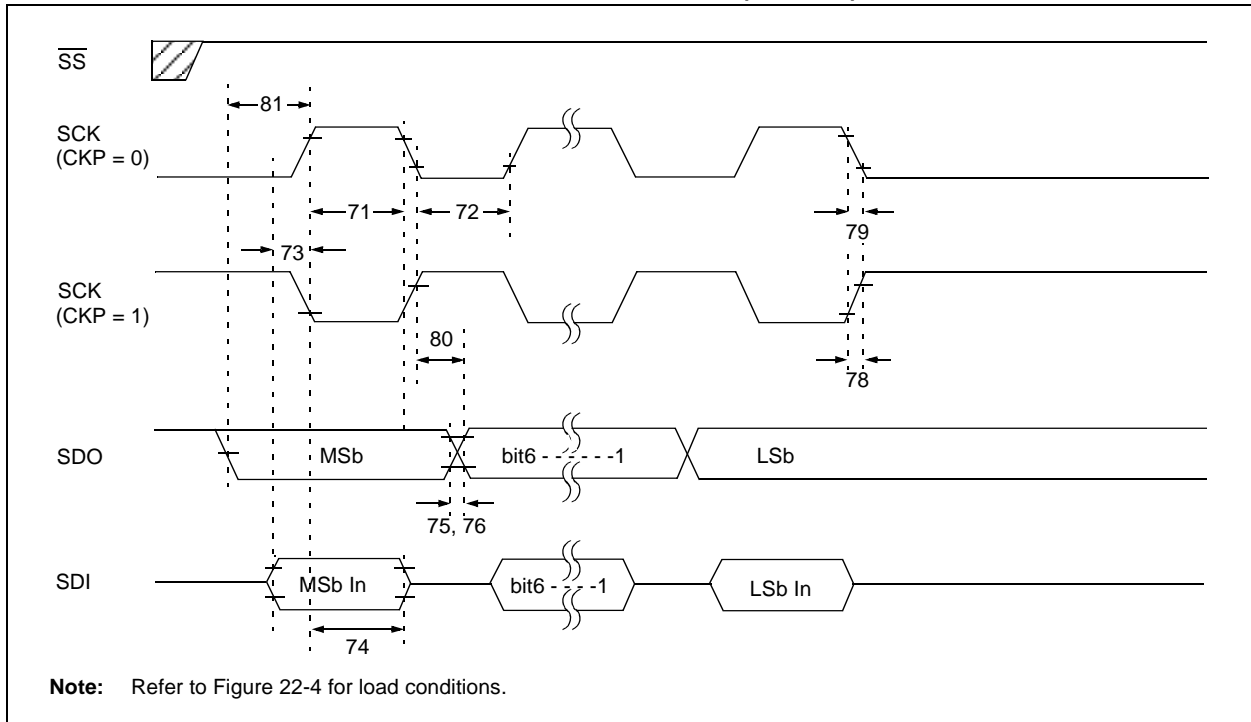 SS
81
SCK
(CKP = 0)
71
72
79
73
SCK
(CKP = 1)
80
78
SDO
MSb
bit6 - - - - - - -1
LSb
75, 76
SDI
MSb In
bit6 - - - - -1
LSb In
74
Note: Refer to Figure 22-4 for load conditions.